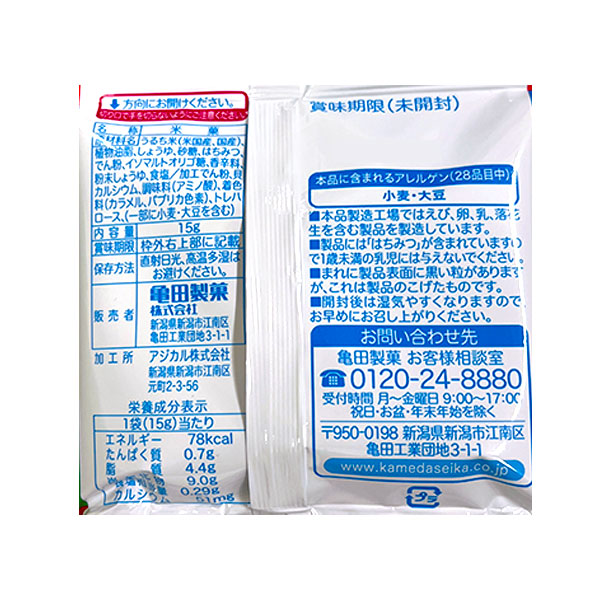 ⬇方向にお開けください。
切り口で手を切らないようにご注意ください。
名称 米菓
原材料名 うるち米(米国産、国産)、
植物油脂、しょうゆ、砂糖、はちみつ、
でん粉、イソマルトオリゴ糖、香辛料、
粉末しょうゆ、食塩/加工でん粉、貝
カルシウム、調味料(アミノ酸)、着色
料(カラメル、パプリカ色素)、トレハ
ロース、(一部に小麦・大豆を含む)
内容量 15g
賞味期限 枠外右上部に記載
保存方法 直射日光、高温多湿は
お避けください。
販売者 亀田製菓
株式会社
新潟県新潟市江南区
亀田工業団地3-1-1
加工所 アジカル株式会社
新潟県新潟市江南区
元町2-3-56
栄養成分表示
1袋(15g)当たり
エネルギー 78kcal
たんぱく質 0.7g
脂質 4.4g
炭水化物 9.0g
0.29g
カルシウム 51mg
賞味期限(未開封)
本品に含まれるアレルゲン(28品目中)
小麦・大豆
■本品製造工場ではえび、卵、乳、落花
生を含む製品を製造しています。
■製品には「はちみつ」が含まれていますの
で1歳未満の乳児には与えないでください。
■まれに製品表面に黒い粒があります
が、これは製品のこげたものです。
■開封後は湿気やすくなりますので、
お早めにお召し上がりください。
お問い合わせ先
亀田製菓 お客様相談室
☎0120-24-8880
受付時間 月〜金曜日 9:00〜17:00
祝日・お盆・年末年始を除く
〒950-0198 新潟県新潟市江南区
亀田工業団地3-1-1
www.kamedaseika.co.jp
プラ